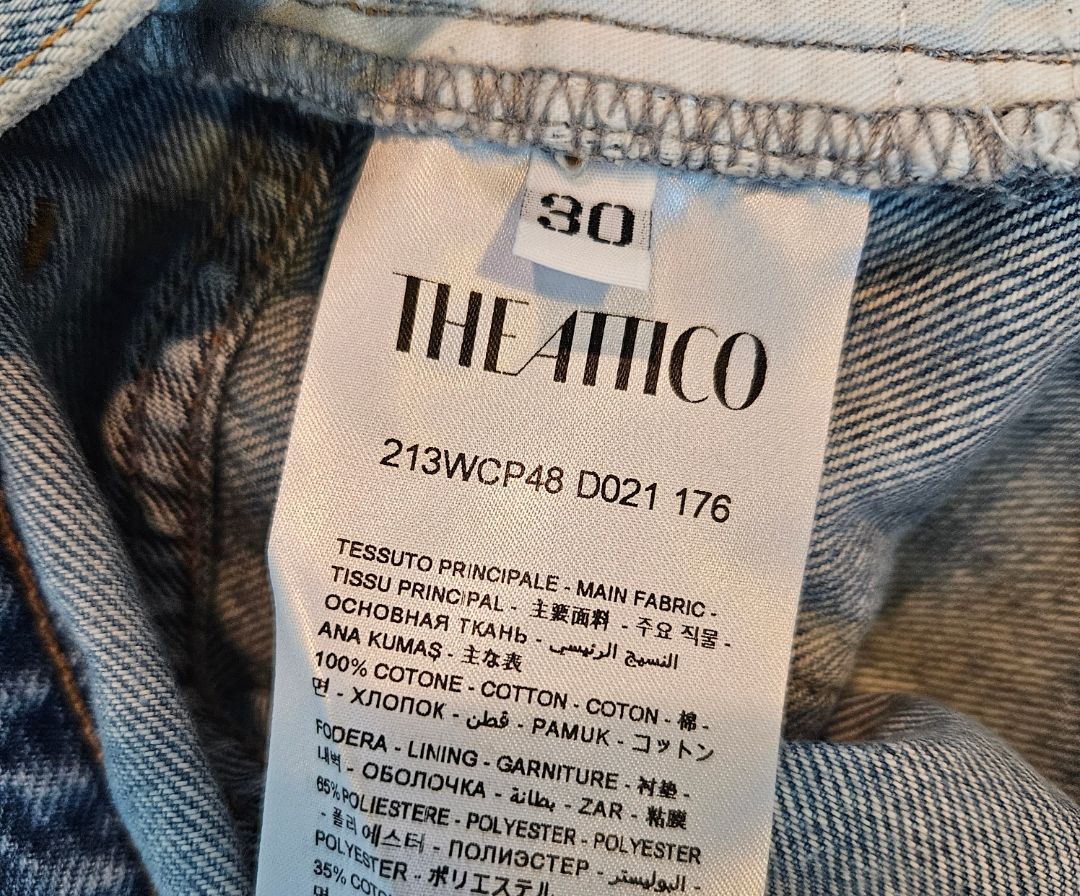 30
THE ATTICO
213WCP48 D021 176
TESSUTO PRINCIPALE - MAIN FABRIC -
TISSU PRINCIPAL - 主要面料 - 주요 직물 -
ОСНОВНАЯ ТКАНЬ - النسيج الرئيسي
ANA KUMAŞ - 主な表
100% COTONE - COTTON - COTON - 棉 -
면 - ХЛОПОК - قطن - PAMUK - コットン
FODERA - LINING - GARNITURE - 衬垫 -
내벽 - ОБОЛОЧКА - بطانة - ZAR - 粘膜
65% POLIESTERE - POLYESTER - POLYESTER
- 폴리에스터 - ПОЛИЭСТЕР - البوليستر -
POLYESTER - ポリエステル
35%